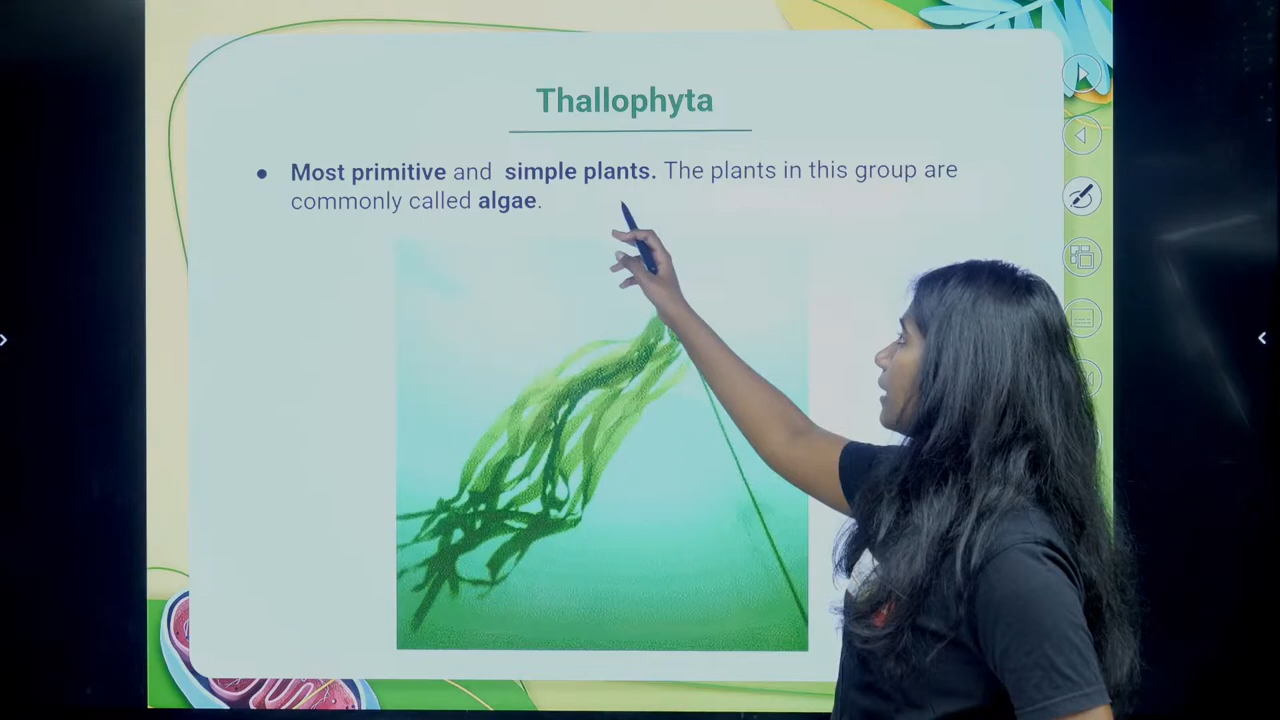 Thallophyta
● Most primitive and simple plants. The plants in this group are
commonly called algae.